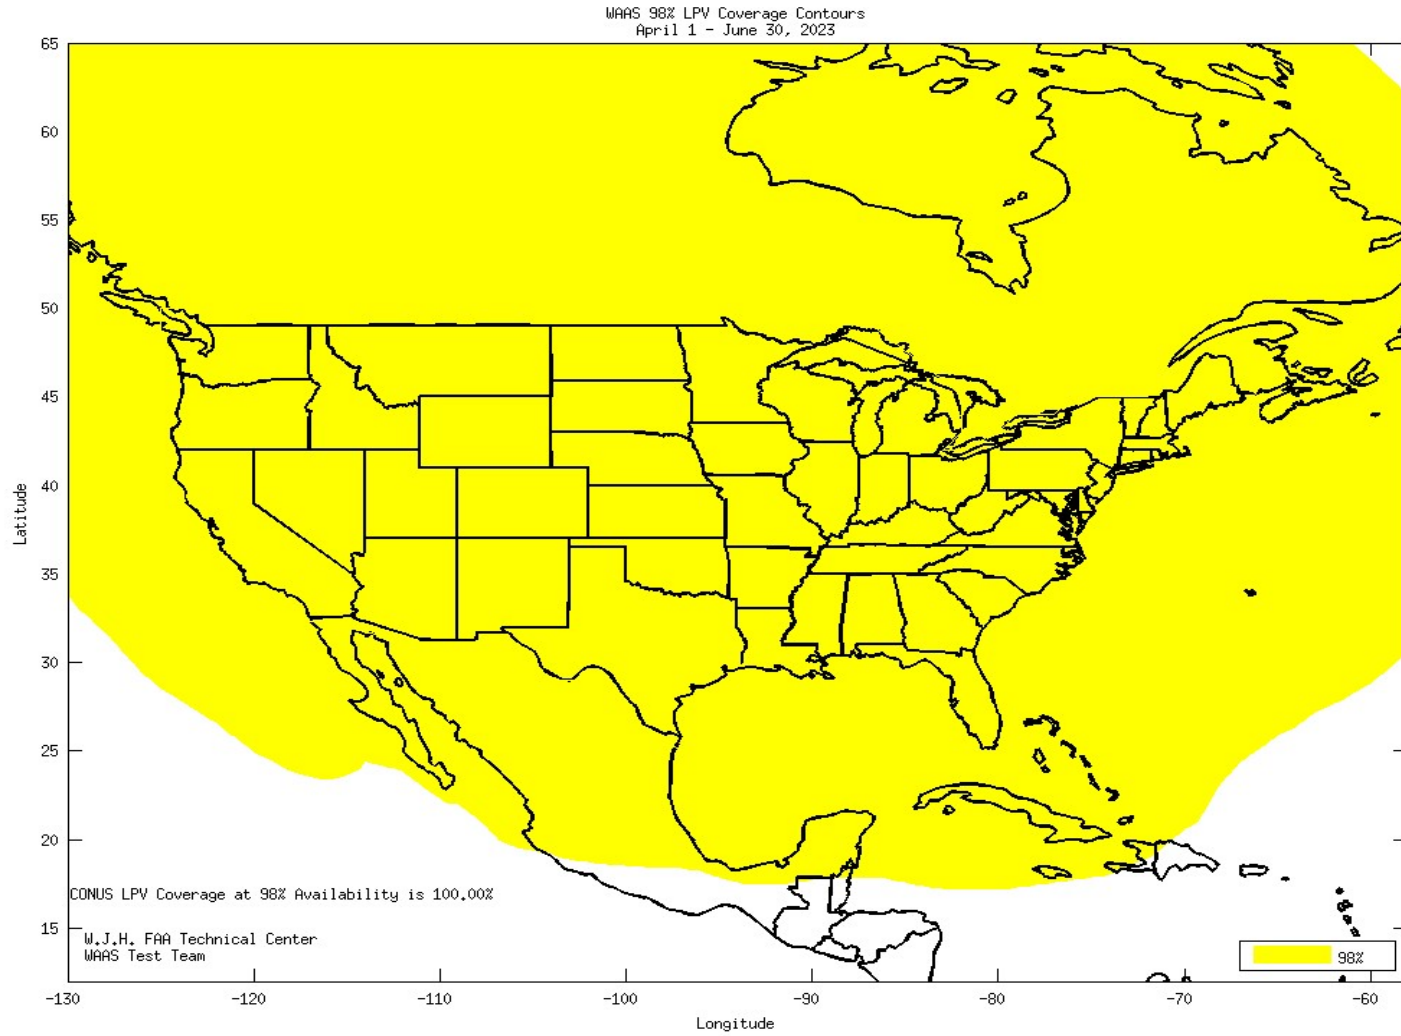 WAAS 98% LPV Coverage Contours
April 1 - June 30, 2023
65
60
55
50
45
40
35
30
25
20
15
Latitude
CONUS LPV Coverage at 98% Availability is 100.00%
W.J.H. FAA Technical Center
WAAS Test Team
98%
-130 -120 -110 -100 -90 -80 -70 -60
Longitude